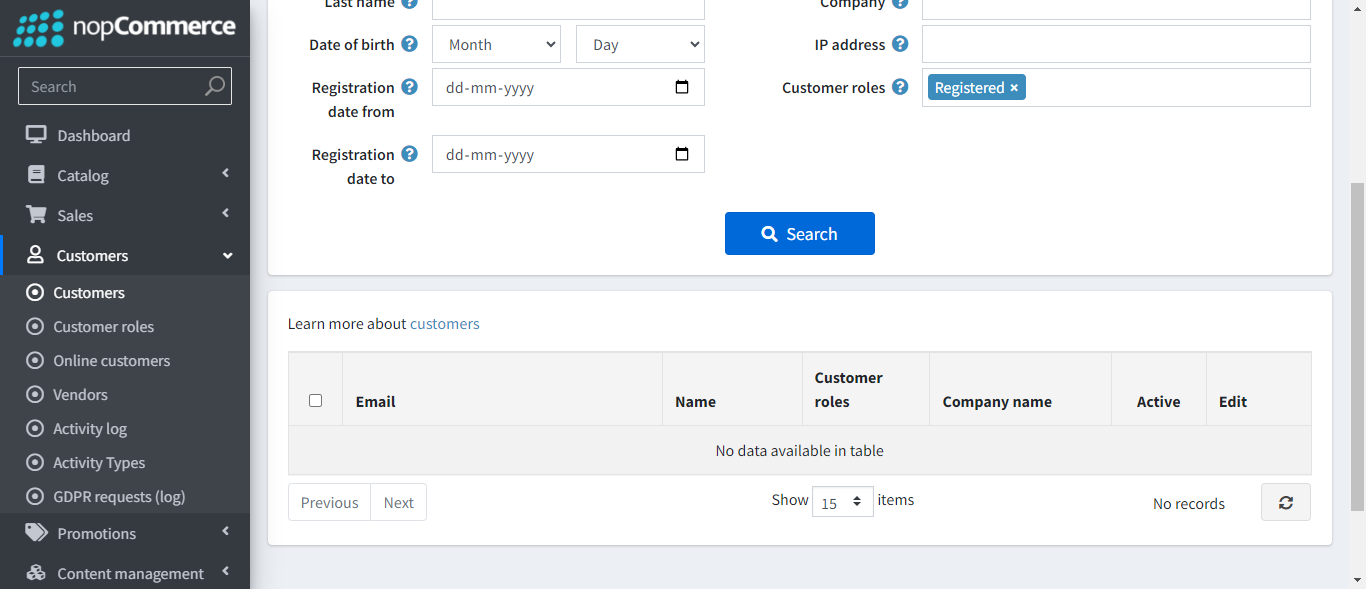 nopCommerce
Search
Dashboard
Catalog
Sales
Customers
Customers
Customer roles
Online customers
Vendors
Activity log
Activity Types
GDPR requests (log)
Promotions
Content management
Last name ?
Company ?
Date of birth ? Month Day
IP address ?
Registration ? dd-mm-yyyy
date from
Customer roles ? Registered ×
Registration ? dd-mm-yyyy
date to
Search
Learn more about customers
Email Name Customer roles Company name Active Edit
No data available in table
Previous Next Show 15 items No records